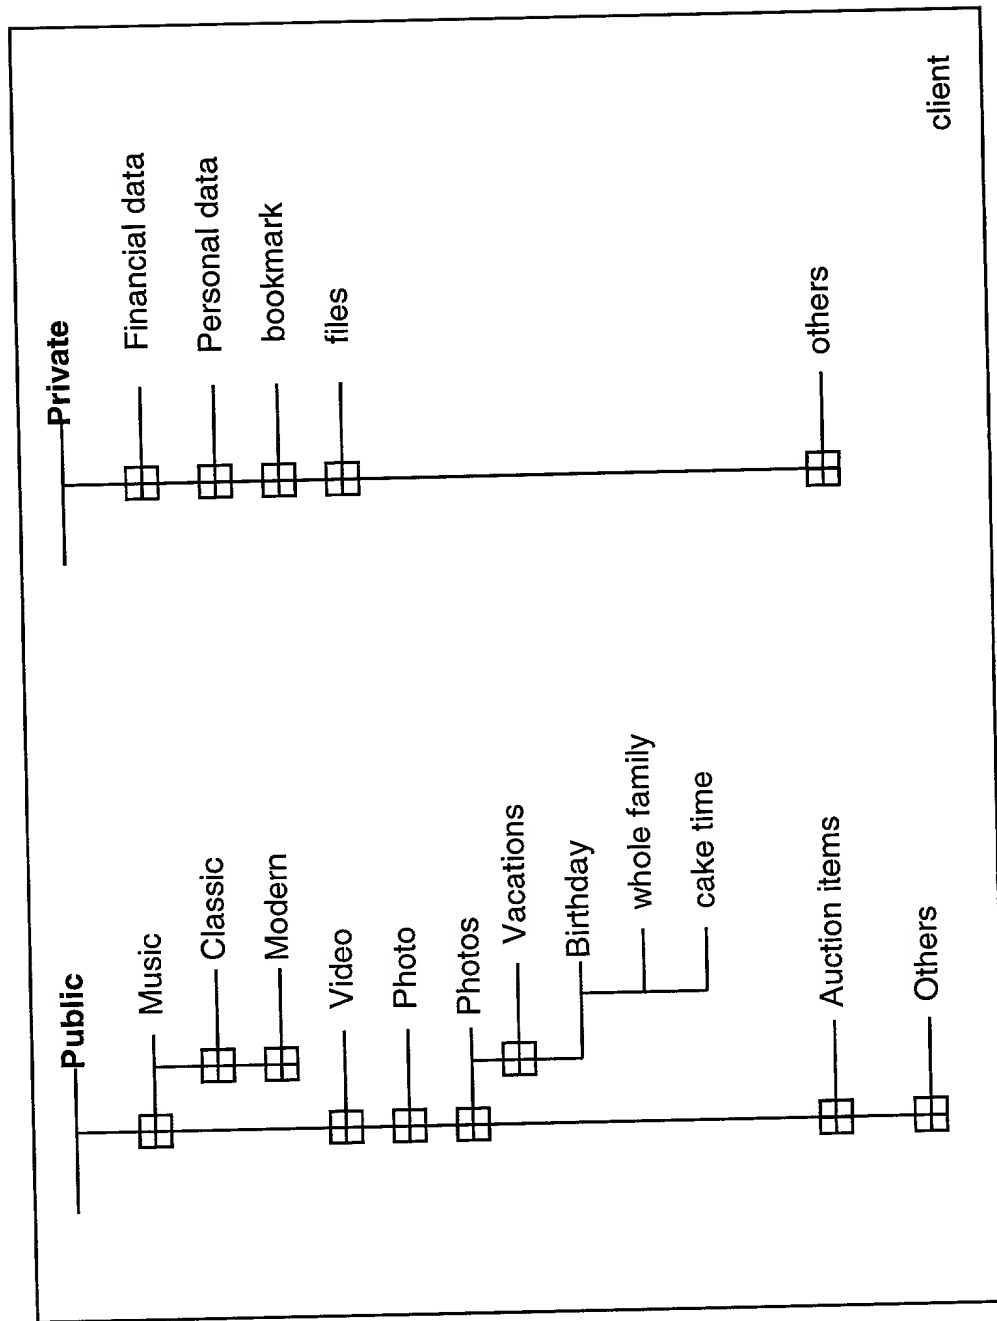 Public
Music
Classic
Modern
Video
Photo
Photos
Vacations
Birthday
whole family
cake time
Auction items
Others
Private
Financial data
Personal data
bookmark
files
others
client